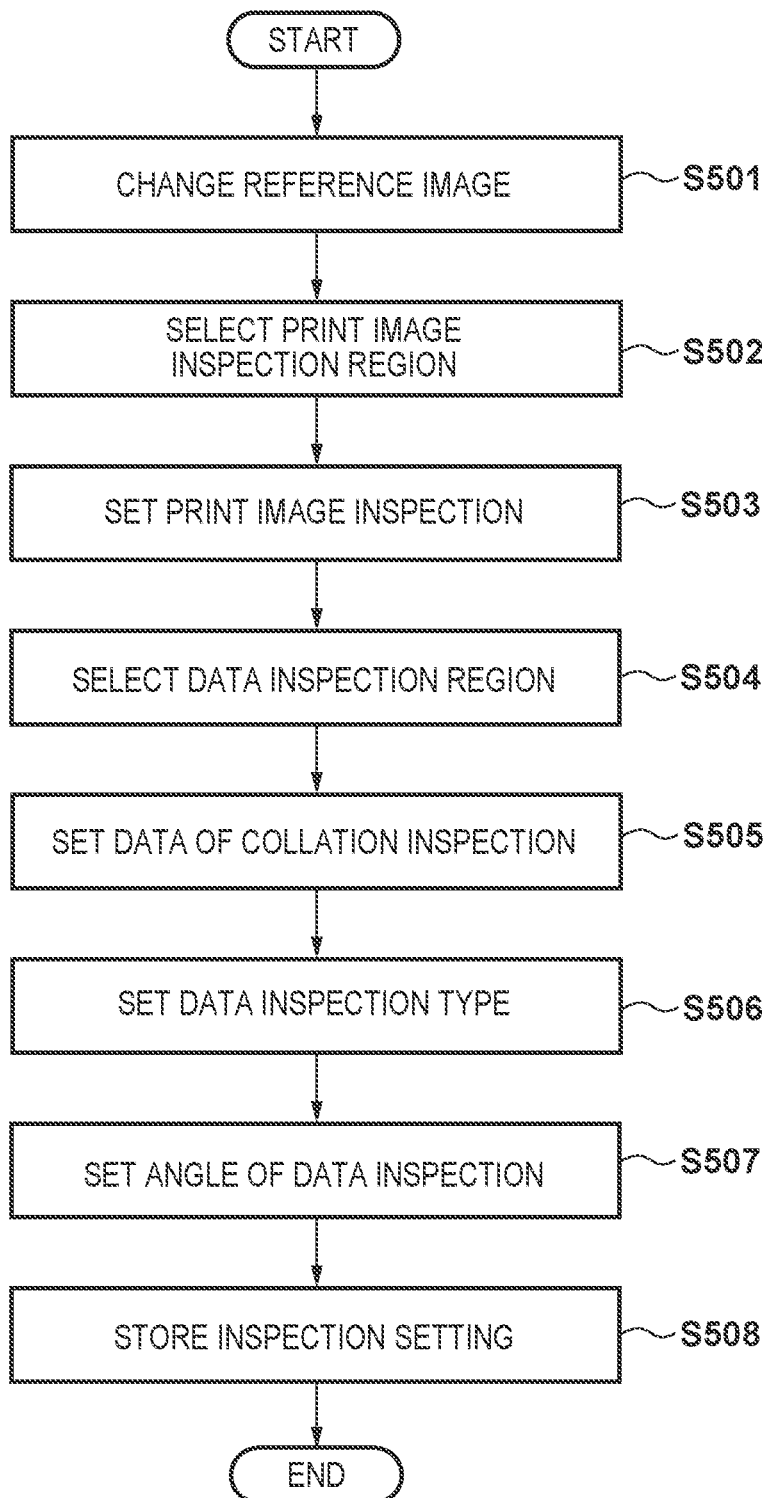 START
CHANGE REFERENCE IMAGE
S501
SELECT PRINT IMAGE
INSPECTION REGION
S502
SET PRINT IMAGE INSPECTION
S503
SELECT DATA INSPECTION REGION
S504
SET DATA OF COLLATION INSPECTION
S505
SET DATA INSPECTION TYPE
S506
SET ANGLE OF DATA INSPECTION
S507
STORE INSPECTION SETTING
S508
END